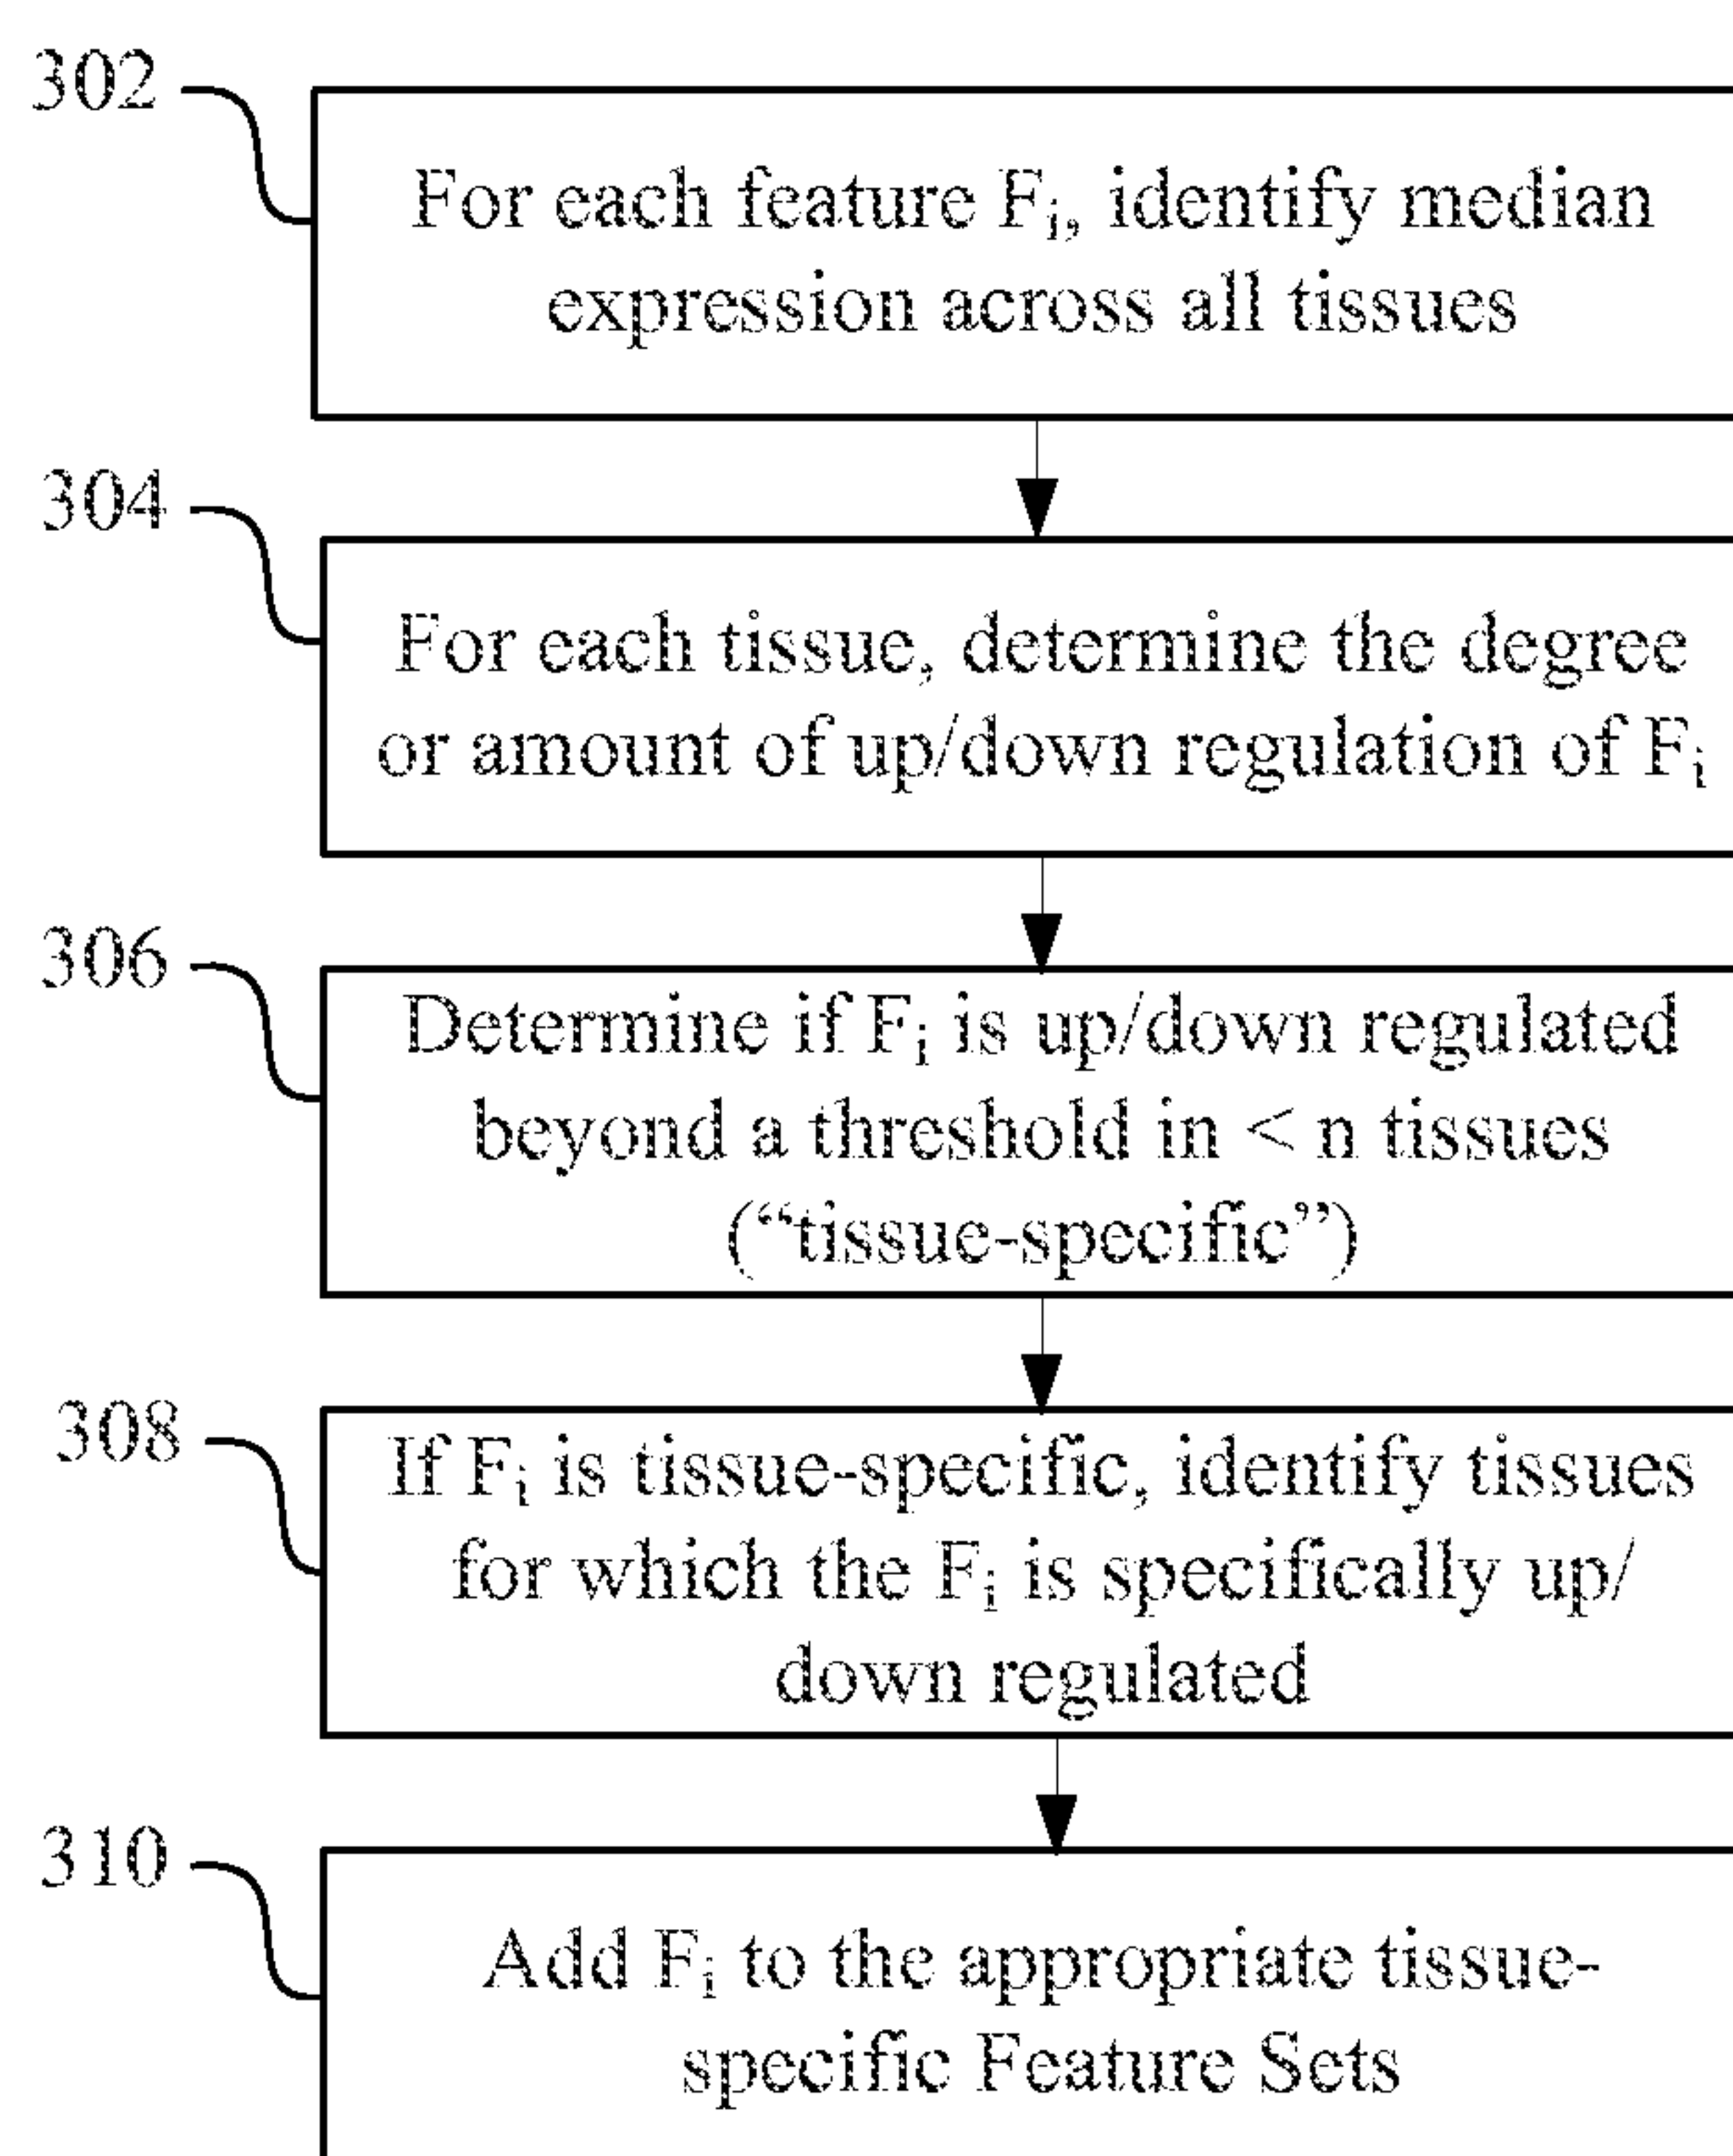 302
For each feature Fi, identify median
expression across all tissues
304
For each tissue, determine the degree
or amount of up/down regulation of Fi
306
Determine if Fi is up/down regulated
beyond a threshold in < n tissues
(“tissue-specific”)
308
If Fi is tissue-specific, identify tissues
for which the Fi is specifically up/
down regulated
310
Add Fi to the appropriate tissue-
specific Feature Sets